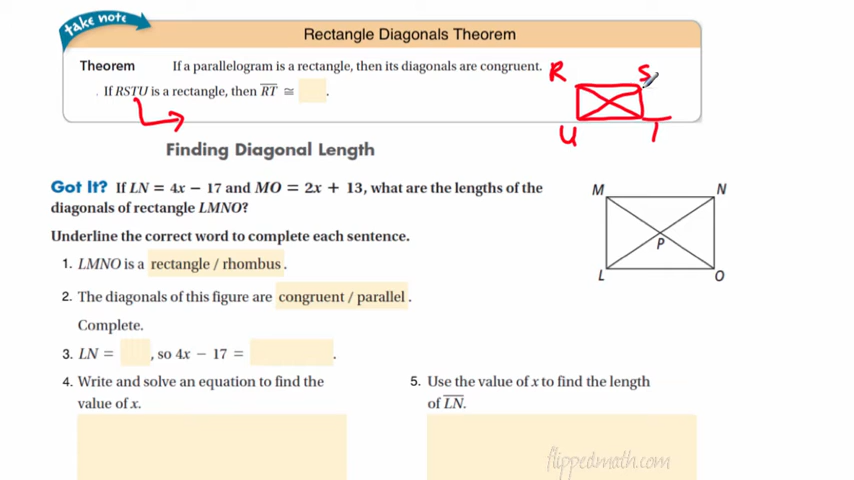 take note
Rectangle Diagonals Theorem
Theorem If a parallelogram is a rectangle, then its diagonals are congruent.
If RSTU is a rectangle, then RT ≅ .
R S
U T
Finding Diagonal Length
Got It? If LN = 4x − 17 and MO = 2x + 13, what are the lengths of the
diagonals of rectangle LMNO?
M N
P
L O
Underline the correct word to complete each sentence.
1. LMNO is a rectangle / rhombus.
2. The diagonals of this figure are congruent / parallel.
Complete.
3. LN = , so 4x − 17 = .
4. Write and solve an equation to find the
value of x.
5. Use the value of x to find the length
of LN.
flippedmath.com